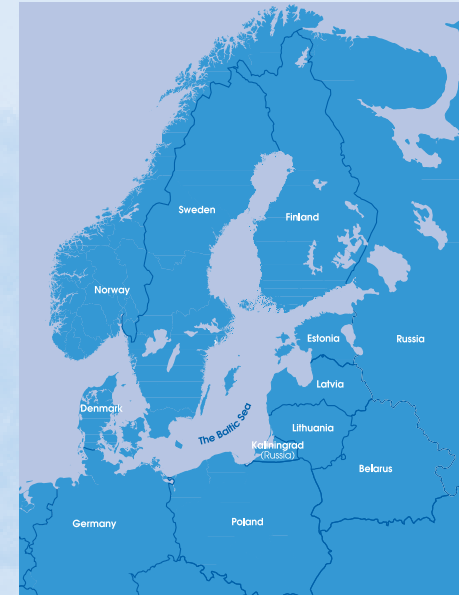 Sweden
Finland
Norway
Estonia
Russia
Latvia
Denmark
The Baltic Sea
Lithuania
Kaliningrad
(Russia)
Belarus
Germany
Poland